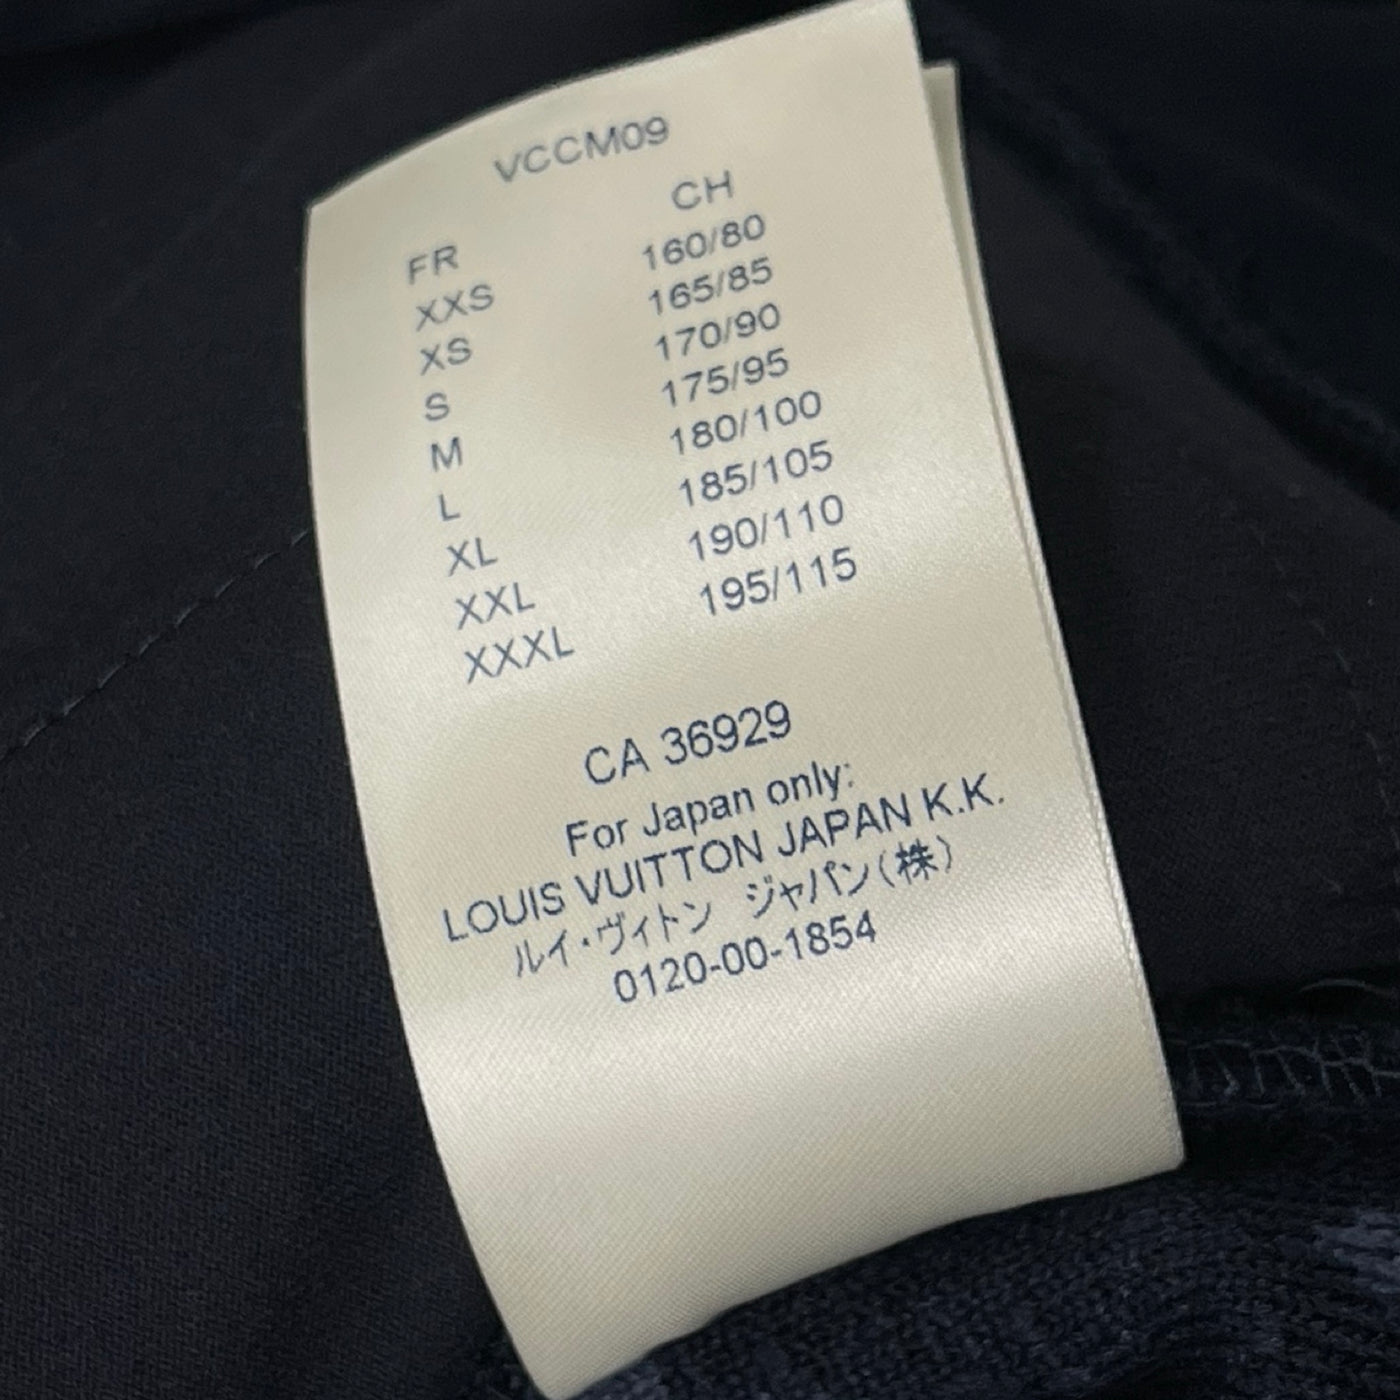 VCCM09
FR CH
XXS 160/80
XS 165/85
S 170/90
M 175/95
L 180/100
XL 185/105
XXL 190/110
XXXL 195/115
CA 36929
For Japan only:
LOUIS VUITTON JAPAN K.K.
ルイ・ヴィトン ジャパン(株)
0120-00-1854